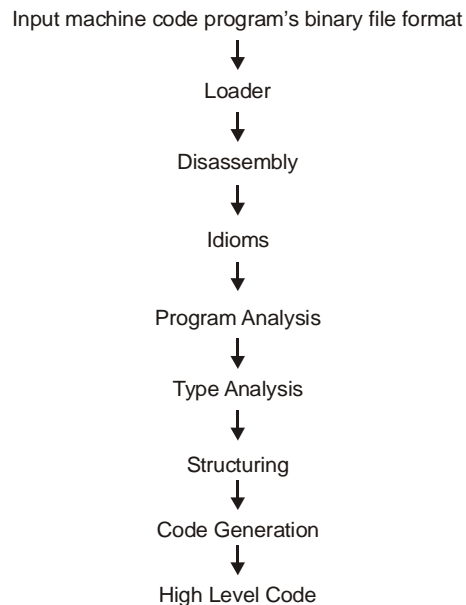 Input machine code program's binary file format
Loader
Disassembly
Idioms
Program Analysis
Type Analysis
Structuring
Code Generation
High Level Code